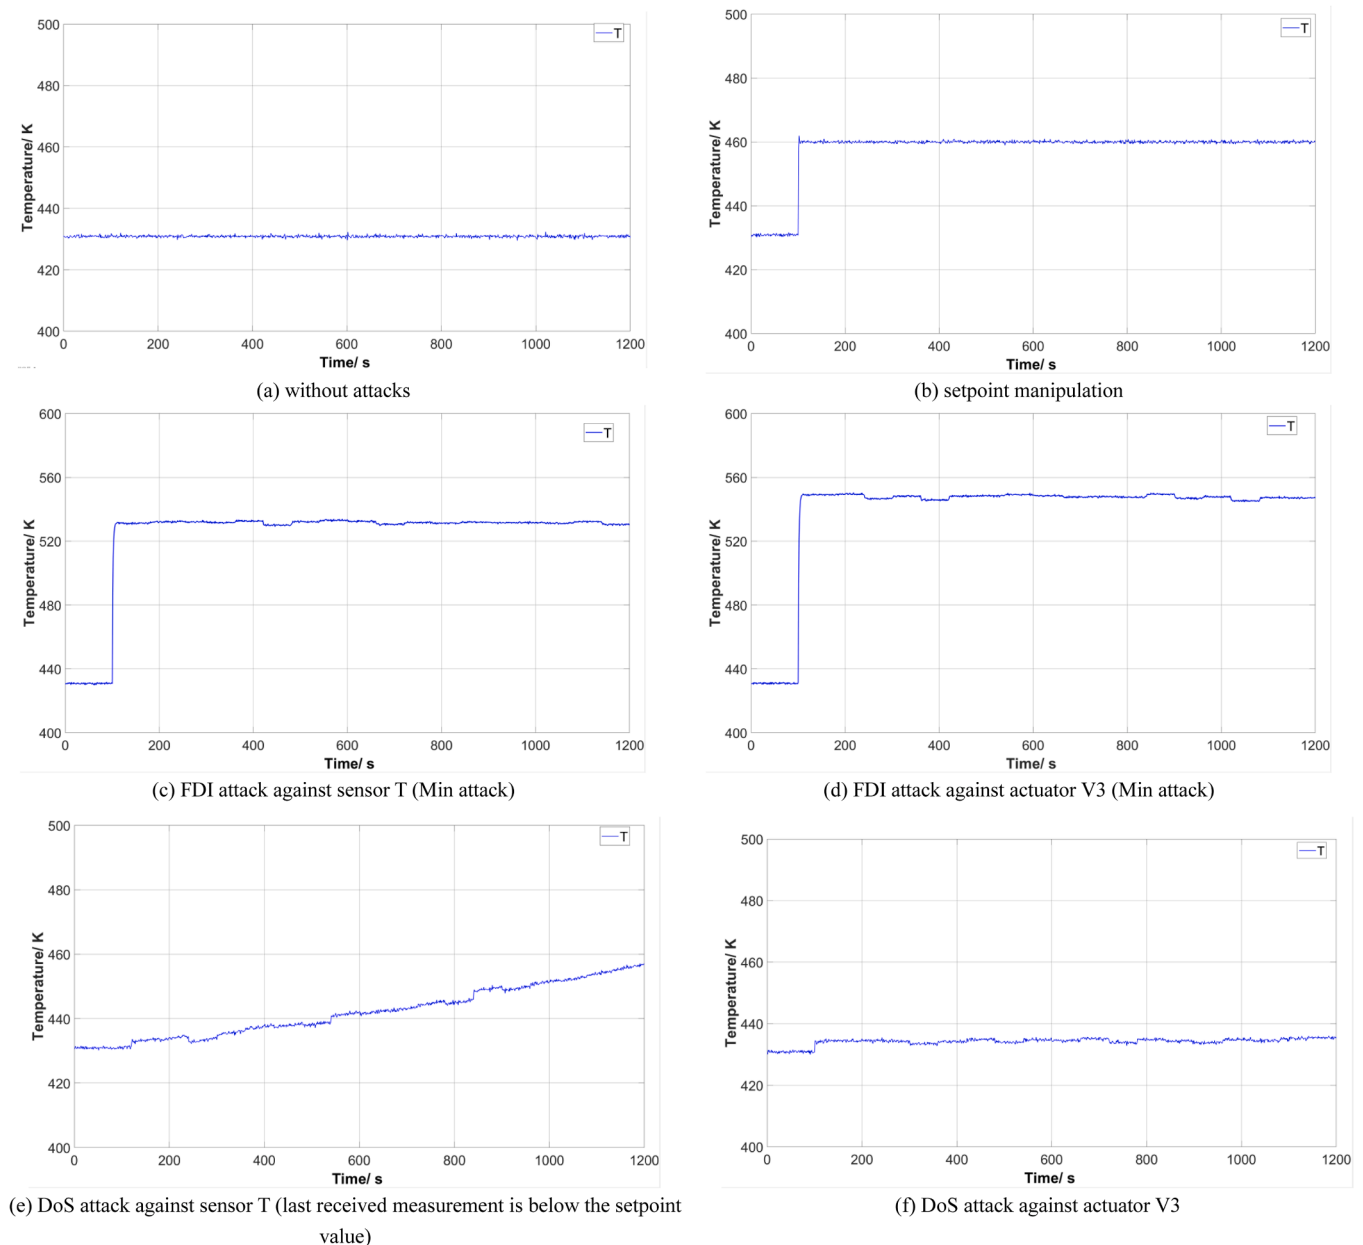 500
480
460
440
420
400
Temperature/ K
T
0 200 400 600 800 1000 1200
Time/ s
(a) without attacks
500
480
460
440
420
400
Temperature/ K
T
0 200 400 600 800 1000 1200
Time/ s
(b) setpoint manipulation
600
560
520
480
440
400
Temperature/ K
T
0 200 400 600 800 1000 1200
Time/ s
(c) FDI attack against sensor T (Min attack)
600
560
520
480
440
400
Temperature/ K
T
0 200 400 600 800 1000 1200
Time/ s
(d) FDI attack against actuator V3 (Min attack)
500
480
460
440
420
400
Temperature/ K
T
0 200 400 600 800 1000 1200
Time/ s
(e) DoS attack against sensor T (last received measurement is below the setpoint
value)
500
480
460
440
420
400
Temperature/ K
T
0 200 400 600 800 1000 1200
Time/ s
(f) DoS attack against actuator V3